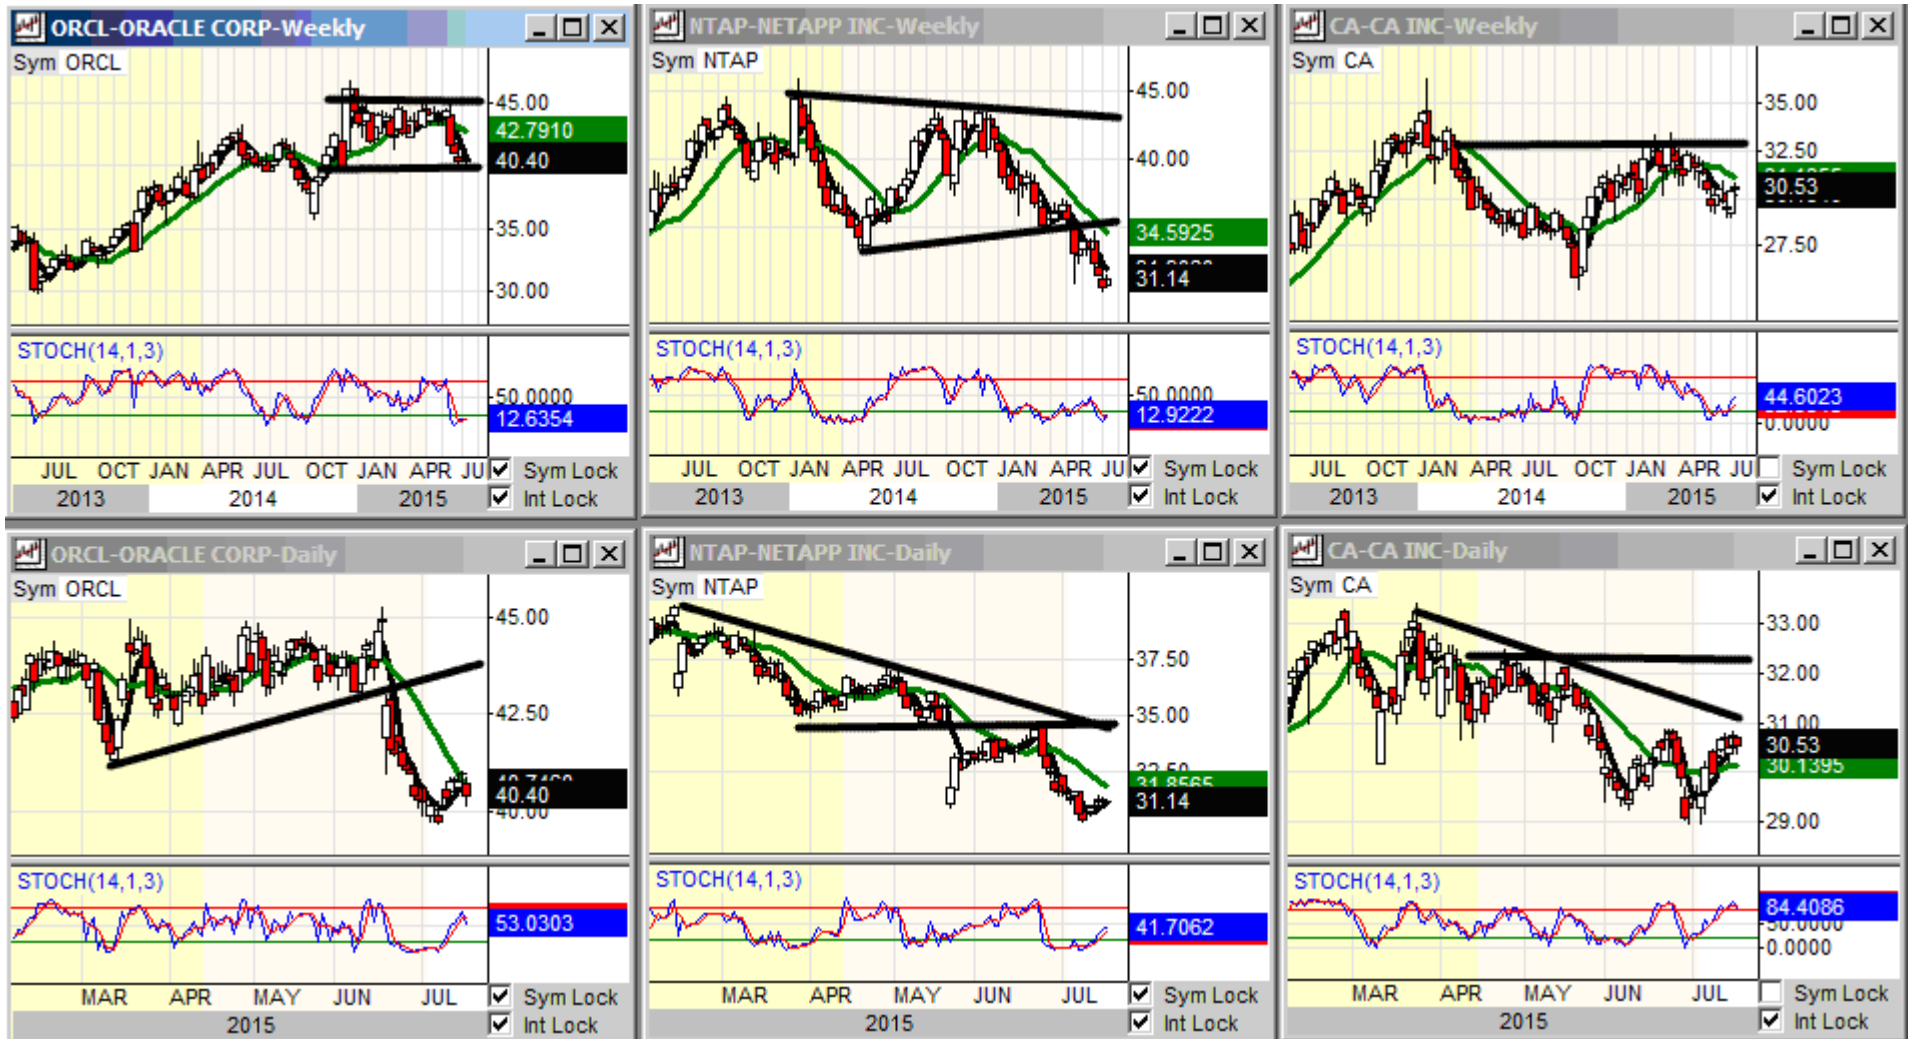 ORCL-ORACLE CORP-Weekly
Sym ORCL
45.00
42.7910
40.40
35.00
30.00
STOCH(14,1,3)
50.0000
12.6354
JUL OCT JAN APR JUL OCT JAN APR JU
Sym Lock
2013 2014 2015
Int Lock
NTAP-NETAPP INC-Weekly
Sym NTAP
45.00
40.00
34.5925
31.14
STOCH(14,1,3)
50.0000
12.9222
JUL OCT JAN APR JUL OCT JAN APR JU
Sym Lock
2013 2014 2015
Int Lock
CA-CA INC-Weekly
Sym CA
35.00
32.50
30.53
27.50
STOCH(14,1,3)
44.6023
0.0000
JUL OCT JAN APR JUL OCT JAN APR JU
Sym Lock
2013 2014 2015
Int Lock
ORCL-ORACLE CORP-Daily
Sym ORCL
45.00
42.50
40.40
40.00
STOCH(14,1,3)
53.0303
MAR APR MAY JUN JUL
Sym Lock
2015
Int Lock
NTAP-NETAPP INC-Daily
Sym NTAP
37.50
35.00
32.50
31.8565
31.14
STOCH(14,1,3)
41.7062
MAR APR MAY JUN JUL
Sym Lock
2015
Int Lock
CA-CA INC-Daily
Sym CA
33.00
32.00
31.00
30.53
30.1395
29.00
STOCH(14,1,3)
84.4086
50.0000
0.0000
MAR APR MAY JUN JUL
Sym Lock
2015
Int Lock